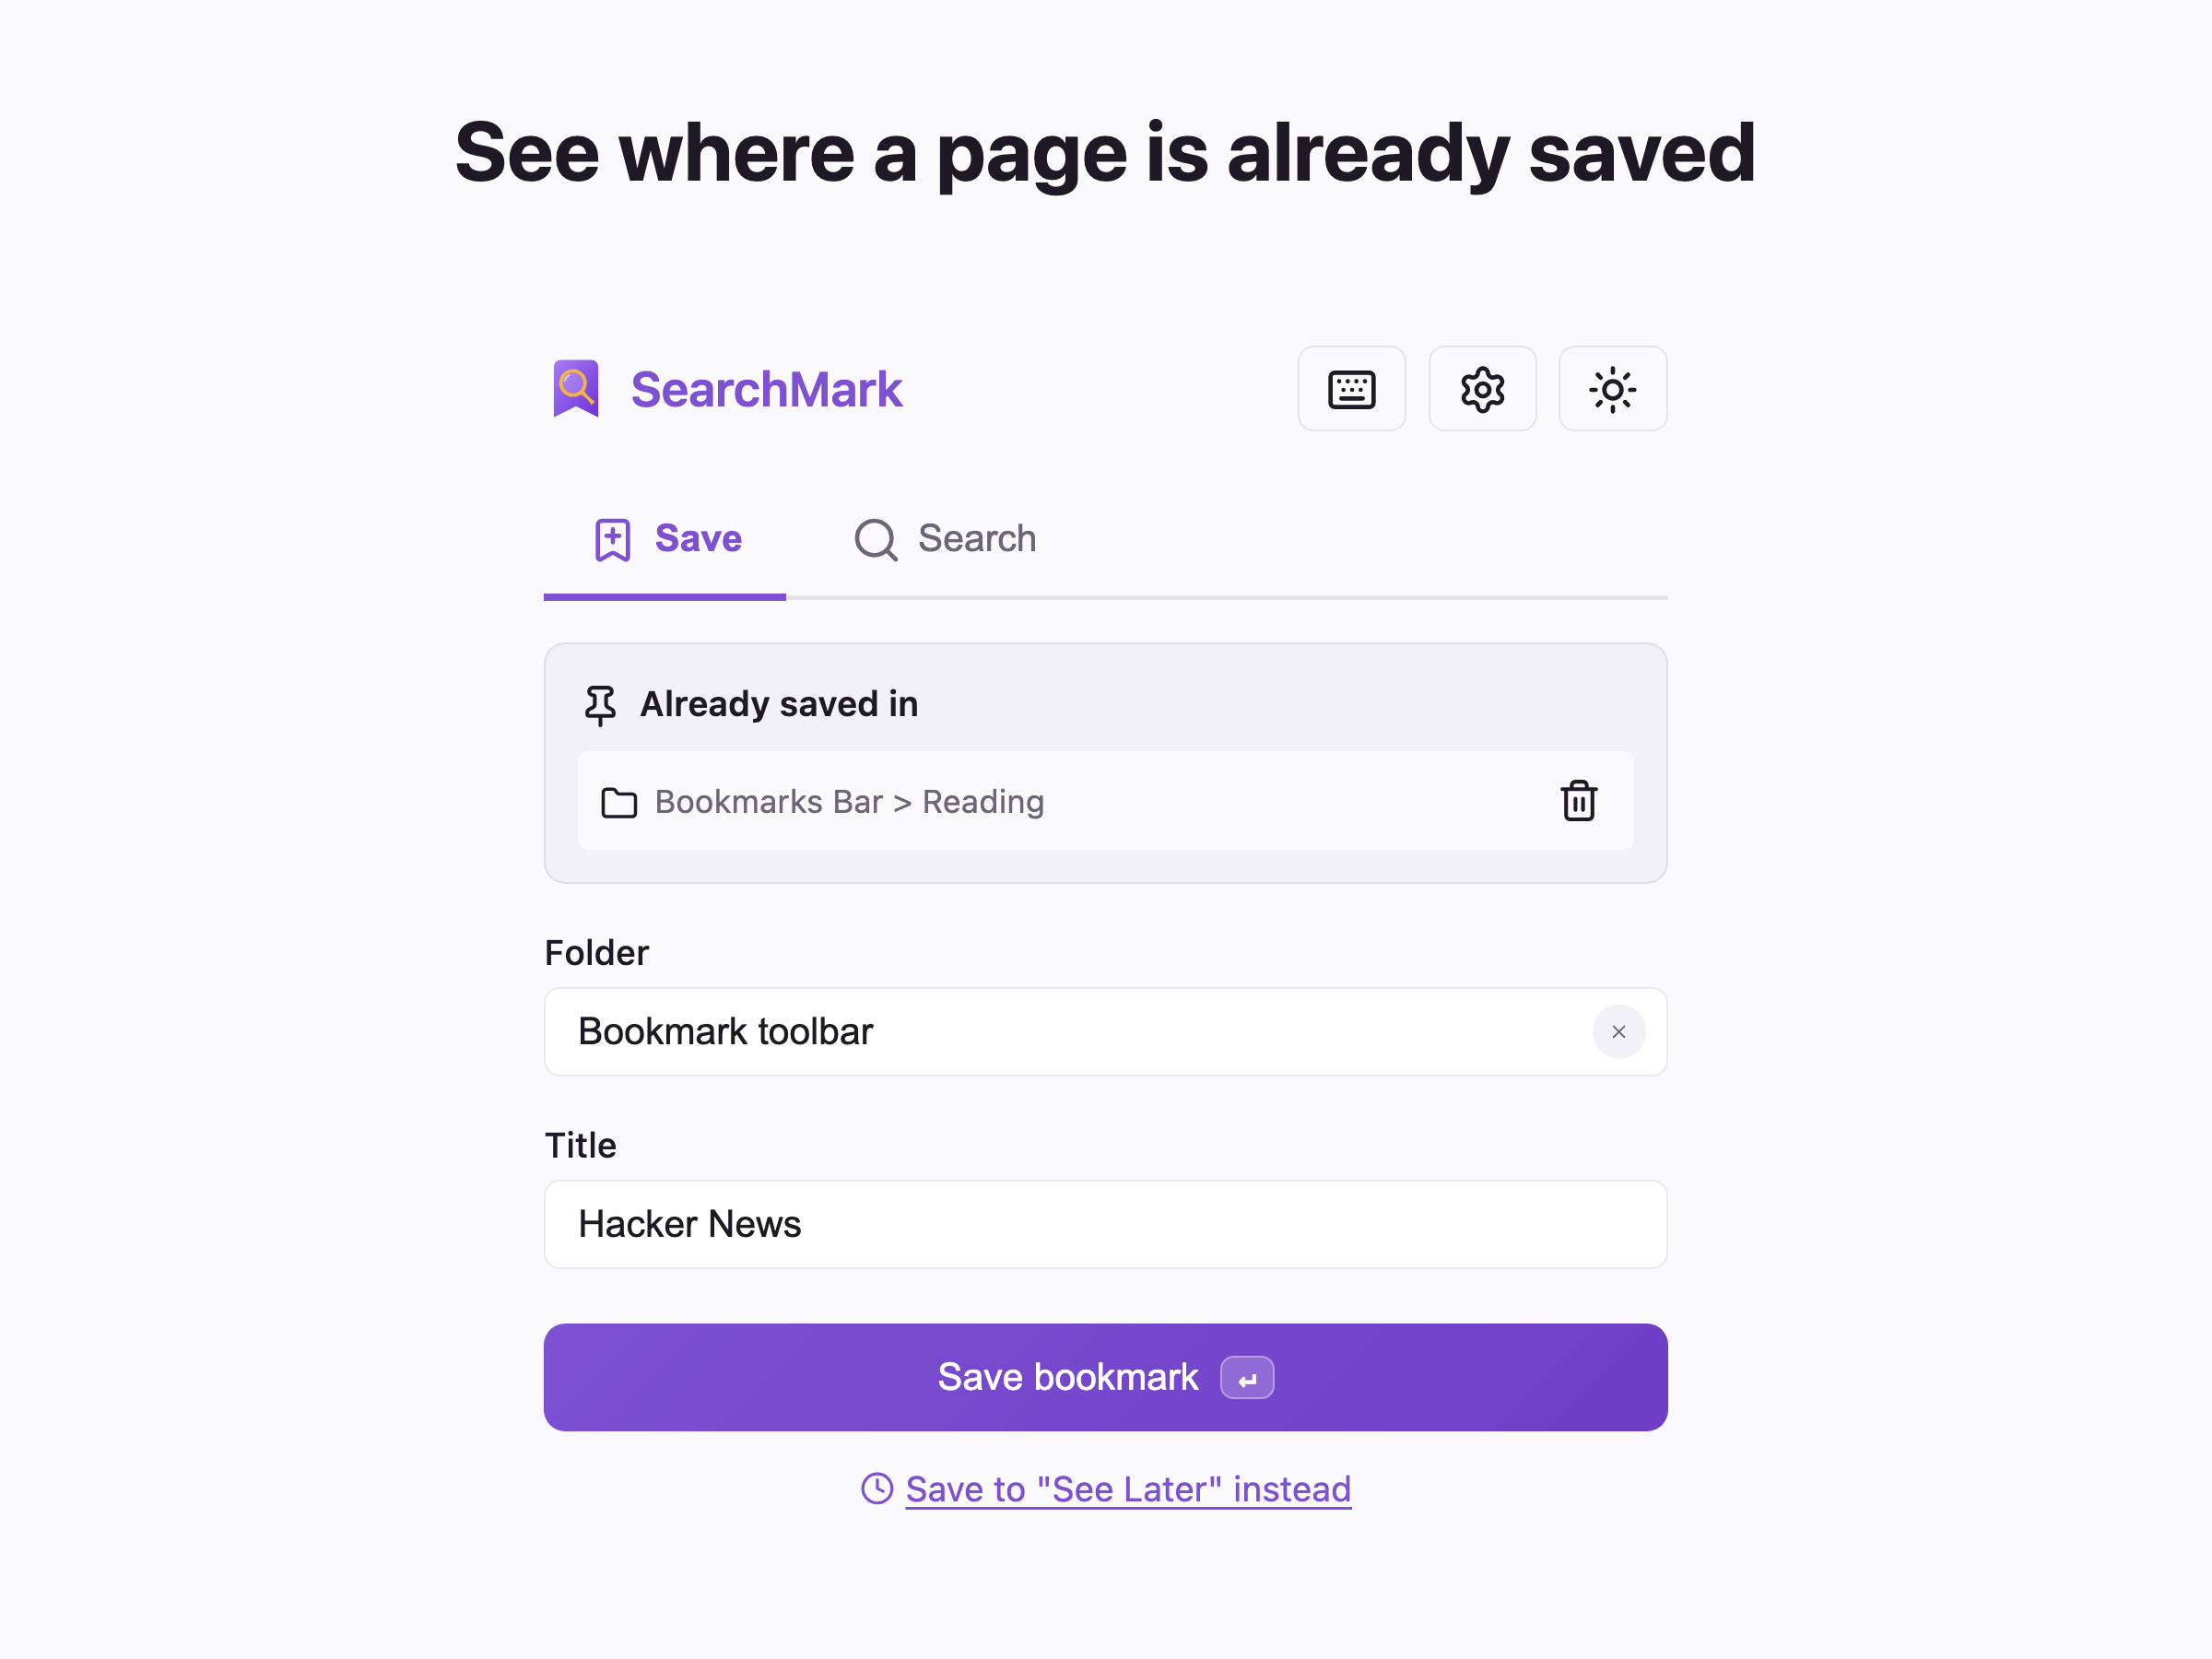 See where a page is already saved
SearchMark
Save
Search
Already saved in
Bookmarks Bar > Reading
Folder
Bookmark toolbar
Title
Hacker News
Save bookmark ↵
Save to "See Later" instead